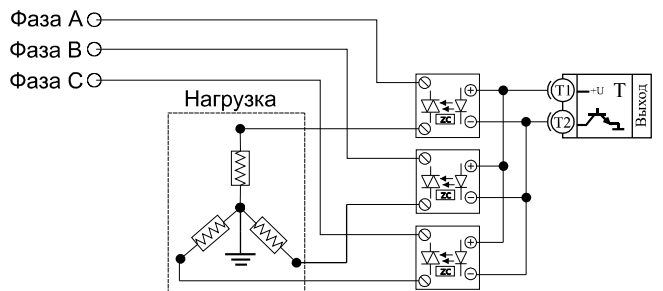 Фаза А
Фаза В
Фаза С
Нагрузка
ZC
+
−
ZC
+
−
ZC
+
−
T1
+U
T
T2
Выход